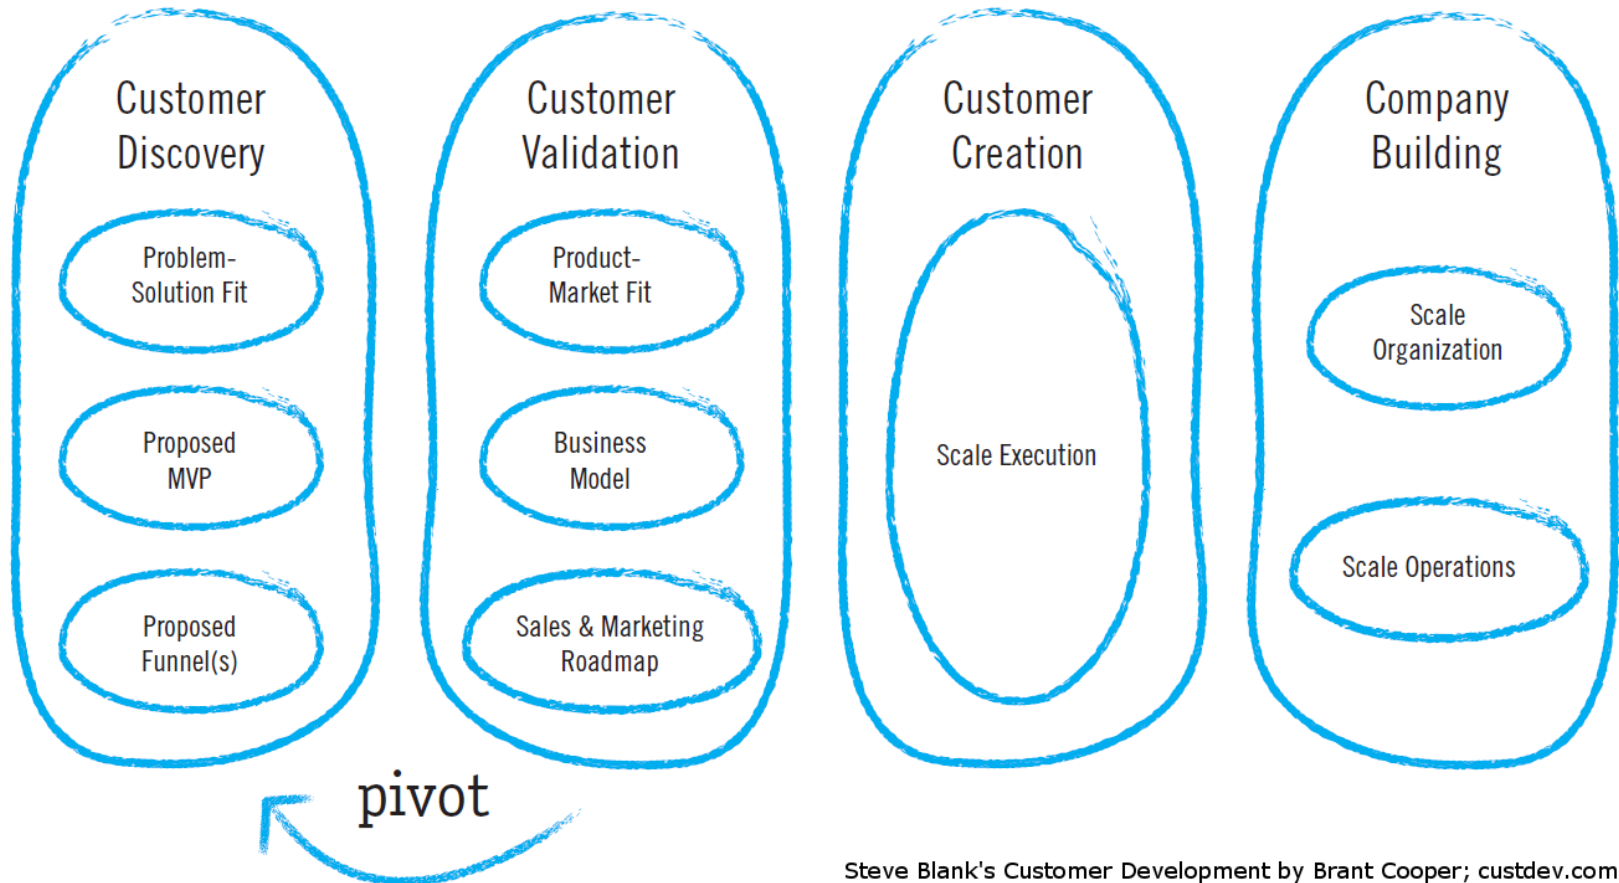 Customer
Discovery
Problem-
Solution Fit
Proposed
MVP
Proposed
Funnel(s)
Customer
Validation
Product-
Market Fit
Business
Model
Sales & Marketing
Roadmap
Customer
Creation
Scale Execution
Company
Building
Scale
Organization
Scale Operations
pivot
Steve Blank's Customer Development by Brant Cooper; custdev.com